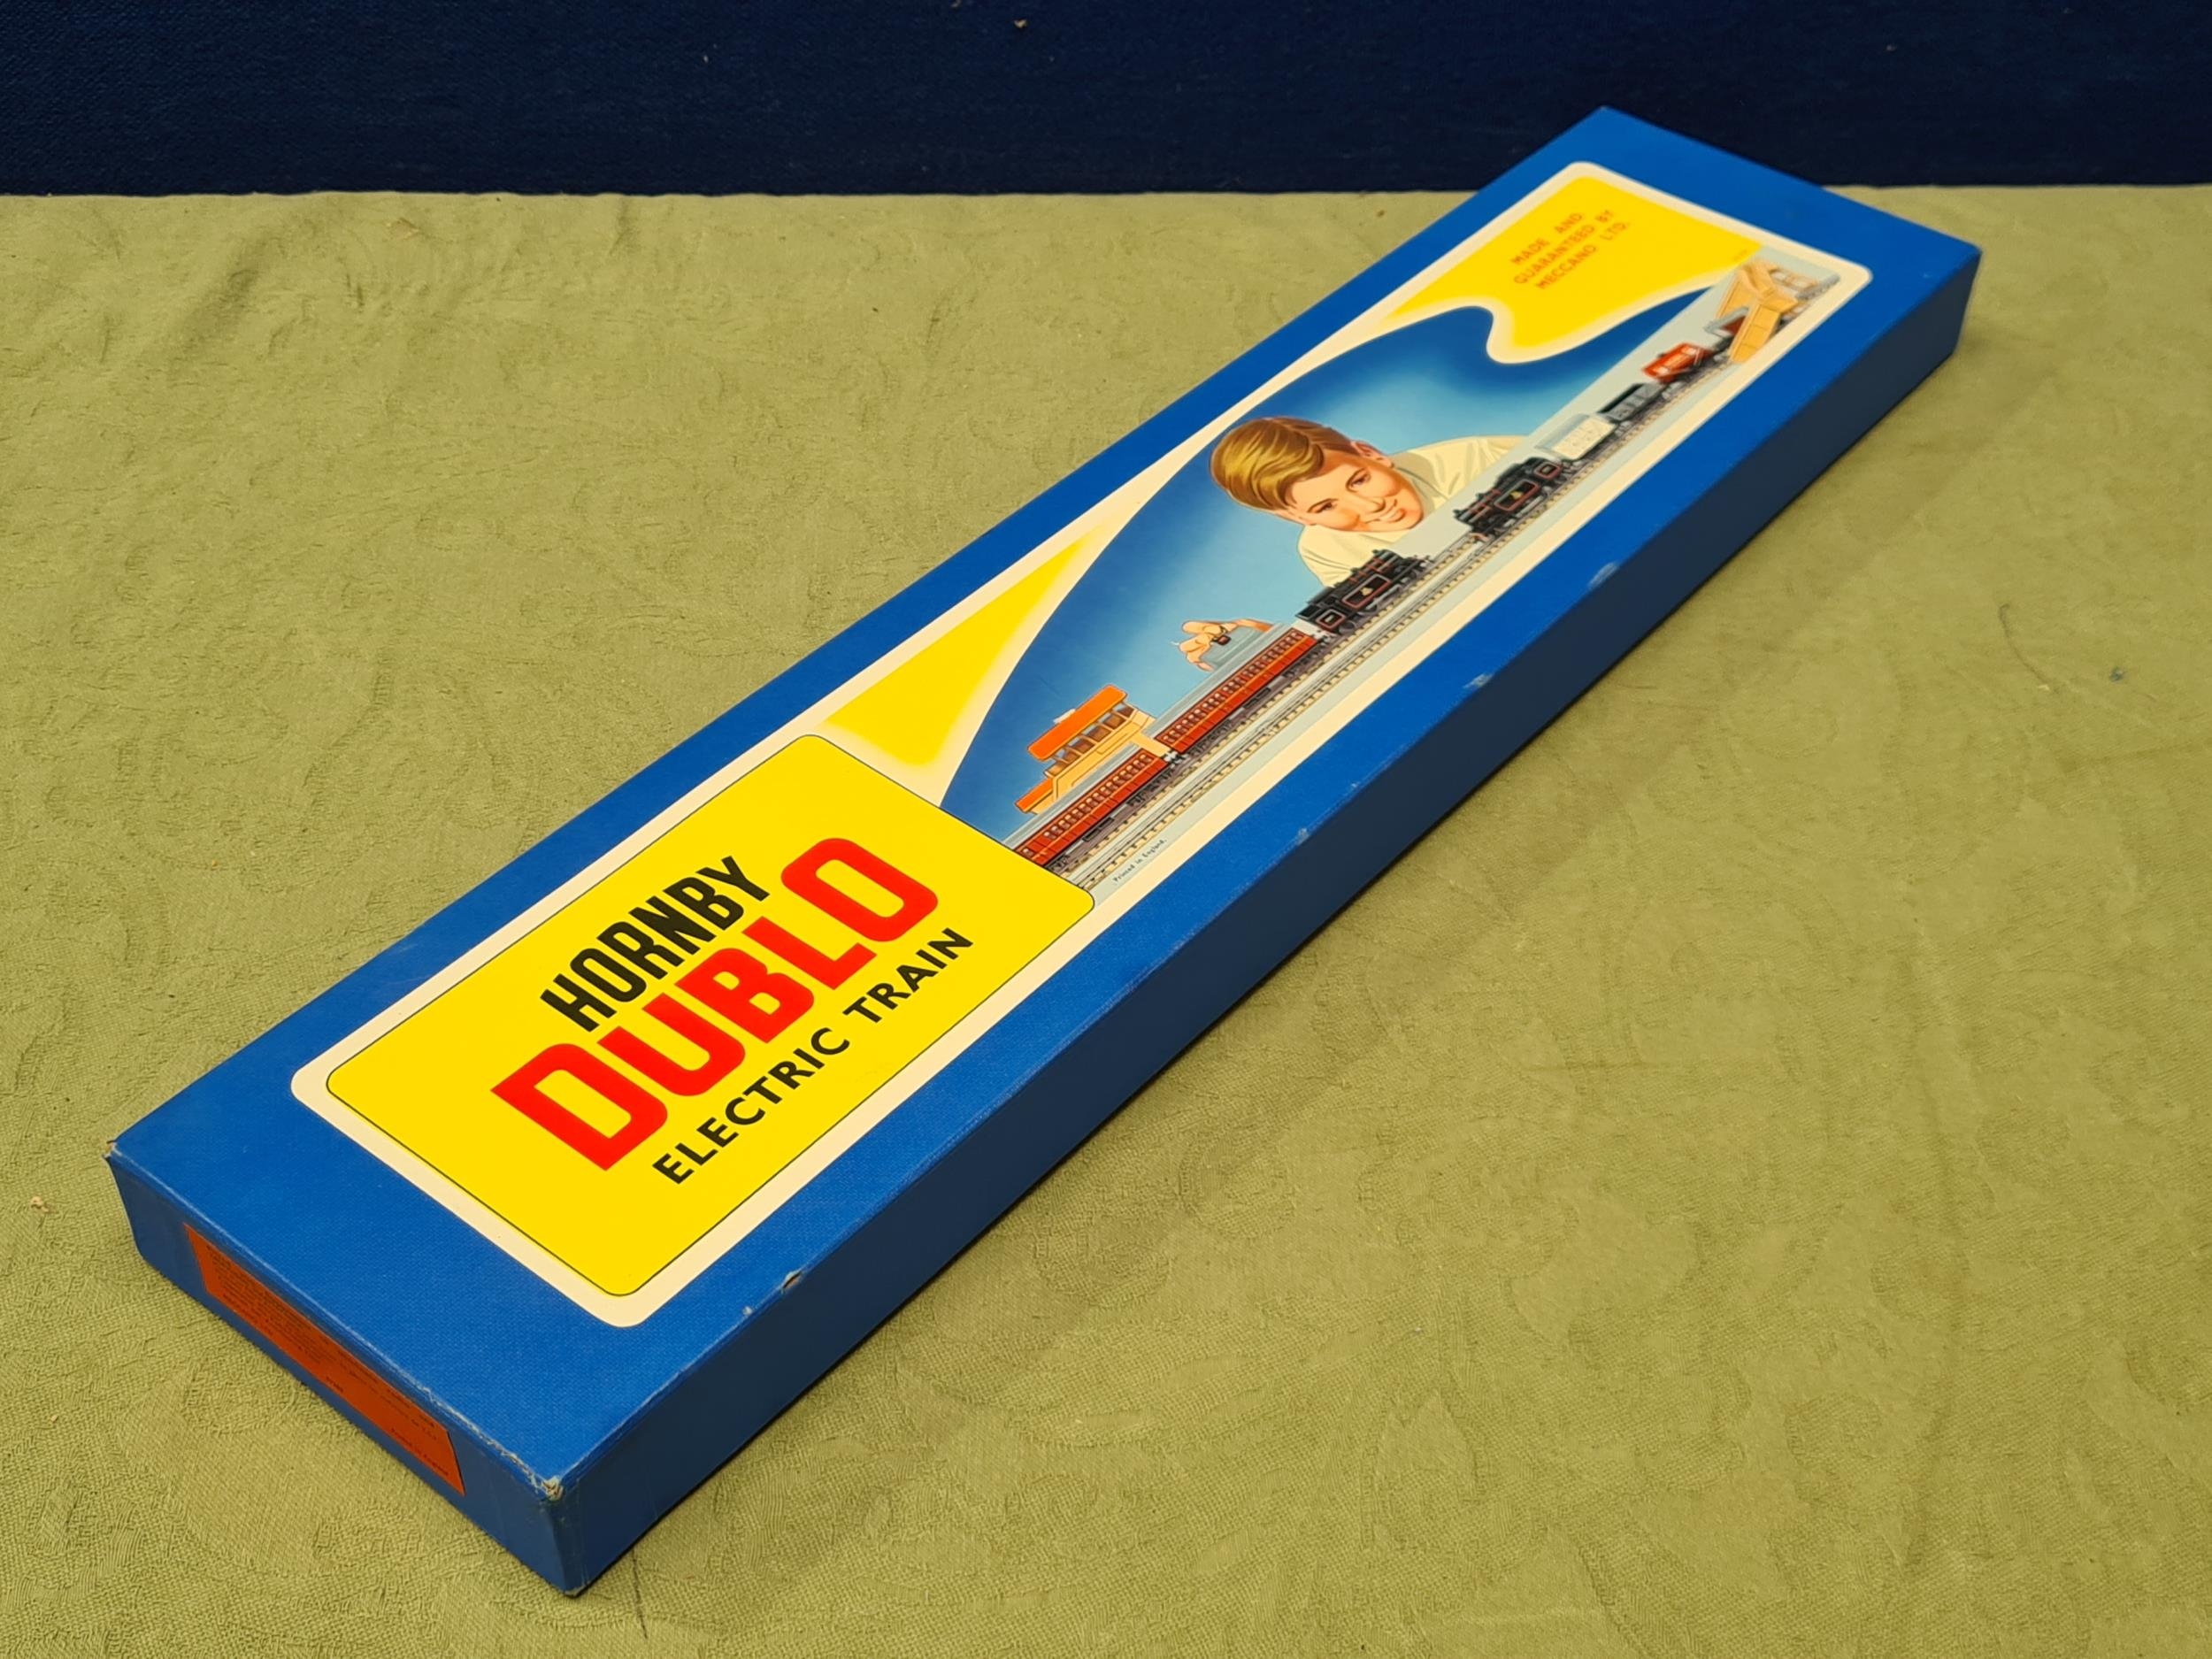 HORNBY
DUBLO
ELECTRIC TRAIN
MADE AND
GUARANTEED BY
MECCANO LTD.
Printed in England.